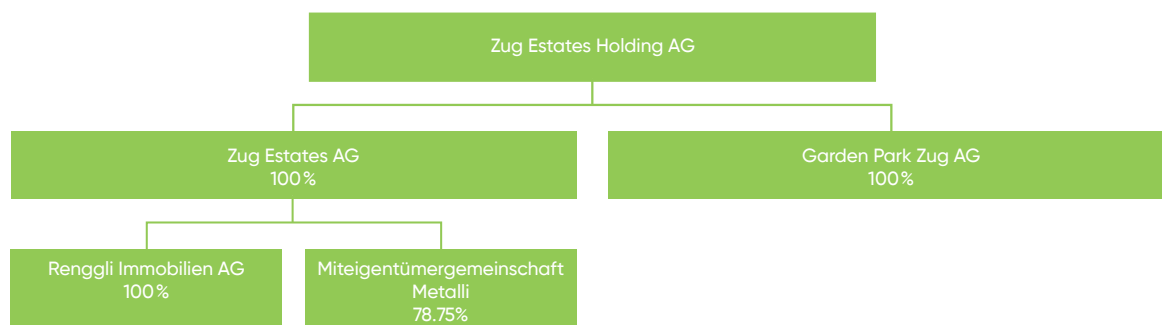 Zug Estates Holding AG
Zug Estates AG
100%
Garden Park Zug AG
100%
Renggli Immobilien AG
100%
Miteigentümergemeinschaft
Metalli
78.75%